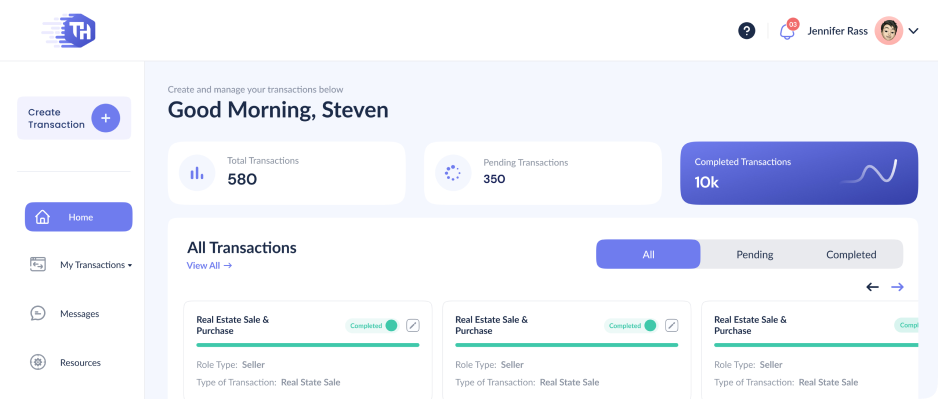 TH
03
Jennifer Rass
Create
Transaction
Home
My Transactions
Messages
Resources
Create and manage your transactions below
Good Morning, Steven
Total Transactions
580
Pending Transactions
350
Completed Transactions
10k
All Transactions
View All →
All
Pending
Completed
Real Estate Sale &
Purchase
Completed
Role Type: Seller
Type of Transaction: Real State Sale
Real Estate Sale &
Purchase
Completed
Role Type: Seller
Type of Transaction: Real State Sale
Real Estate Sale &
Purchase
Compl
Role Type: Seller
Type of Transaction: Real State Sale